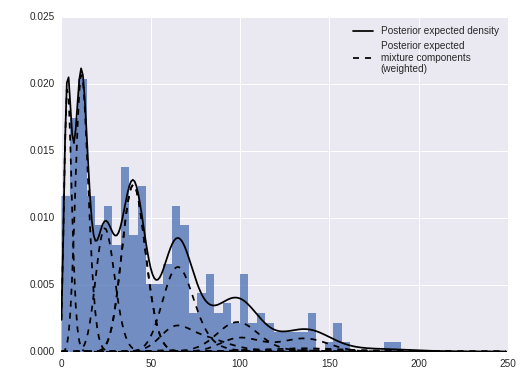 0.025
0.020
0.015
0.010
0.005
0.000
0 50 100 150 200 250
Posterior expected density
Posterior expected
mixture components
(weighted)